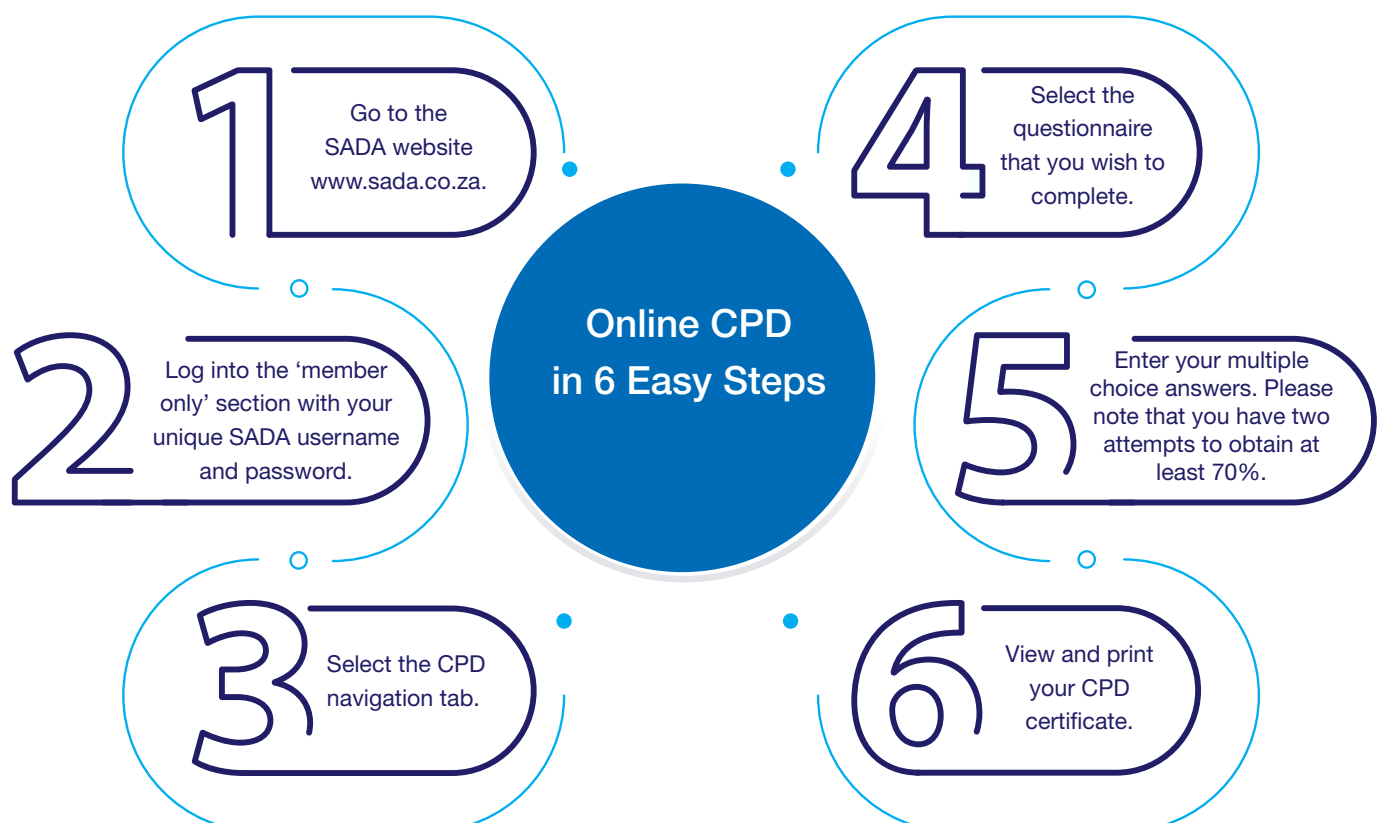 Online CPD
in 6 Easy Steps
1
Go to the
SADA website
www.sada.co.za.
2
Log into the ‘member
only’ section with your
unique SADA username
and password.
3
Select the CPD
navigation tab.
4
Select the
questionnaire
that you wish to
complete.
5
Enter your multiple
choice answers. Please
note that you have two
attempts to obtain at
least 70%.
6
View and print
your CPD
certificate.